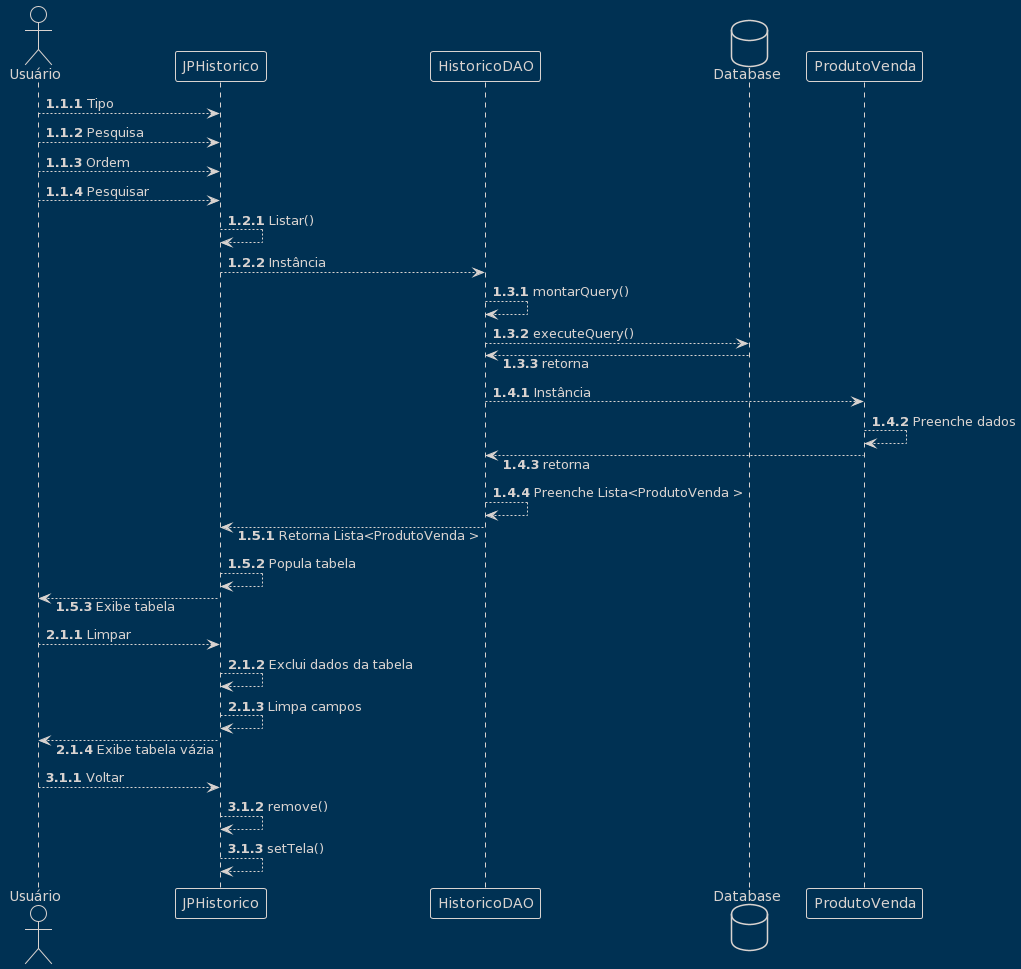 Usuário
JPHistorico
HistoricoDAO
Database
ProdutoVenda
1.1.1 Tipo
1.1.2 Pesquisa
1.1.3 Ordem
1.1.4 Pesquisar
1.2.1 Listar()
1.2.2 Instância
1.3.1 montarQuery()
1.3.2 executeQuery()
1.3.3 retorna
1.4.1 Instância
1.4.2 Preenche dados
1.4.3 retorna
1.4.4 Preenche Lista<ProdutoVenda >
1.5.1 Retorna Lista<ProdutoVenda >
1.5.2 Popula tabela
1.5.3 Exibe tabela
2.1.1 Limpar
2.1.2 Exclui dados da tabela
2.1.3 Limpa campos
2.1.4 Exibe tabela vázia
3.1.1 Voltar
3.1.2 remove()
3.1.3 setTela()
Usuário
JPHistorico
HistoricoDAO
Database
ProdutoVenda